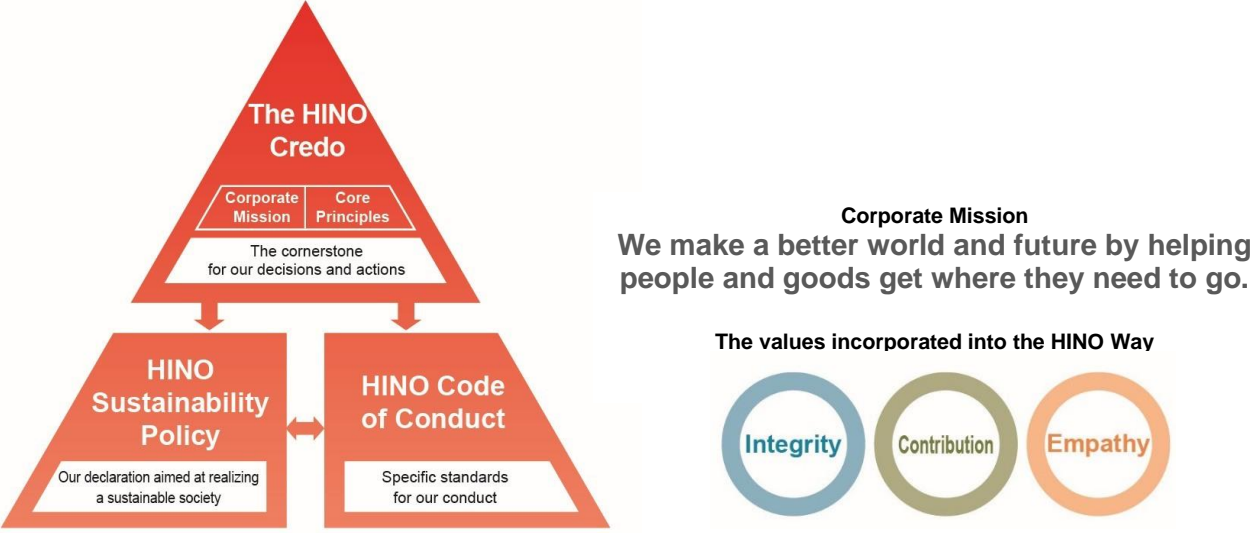 The HINO
Credo
Corporate
Mission
Core
Principles
The cornerstone
for our decisions and actions
HINO
Sustainability
Policy
Our declaration aimed at realizing
a sustainable society
HINO Code
of Conduct
Specific standards
for our conduct
Corporate Mission
We make a better world and future by helping
people and goods get where they need to go.
The values incorporated into the HINO Way
Integrity
Contribution
Empathy